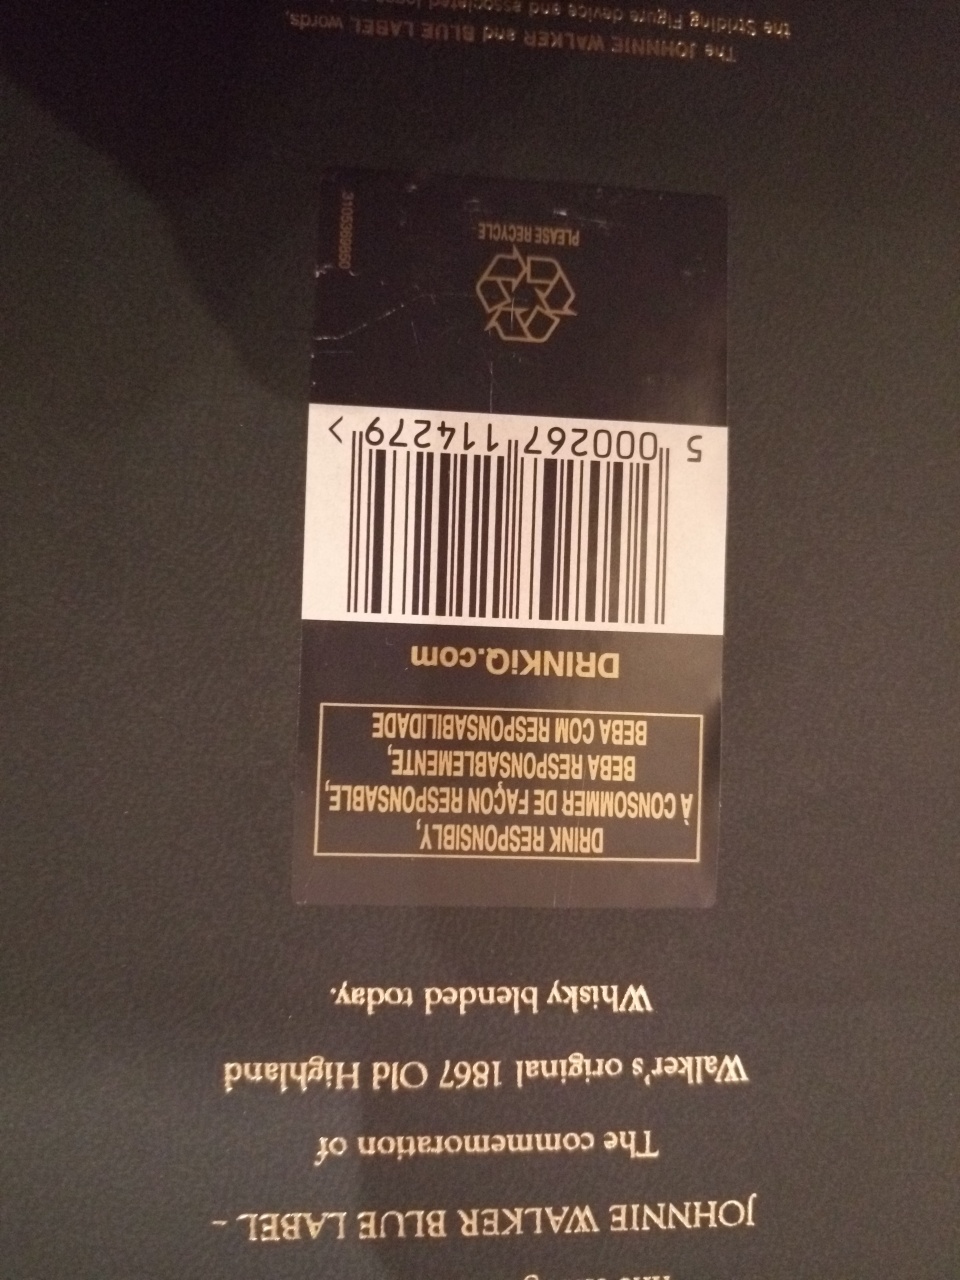 JOHNNIE WALKER BLUE LABEL -
The commemoration of
Walker's original 1867 Old Highland
Whisky blended today.
DRINK RESPONSIBLY,
À CONSOMMER DE FAÇON RESPONSABLE,
BEBA RESPONSABLEMENTE,
BEBA COM RESPONSABILIDADE
DRINKiQ.com
5 000267 114279 >
PLEASE RECYCLE
The JOHNNIE WALKER and BLUE LABEL words,
the Striding Figure device and associated